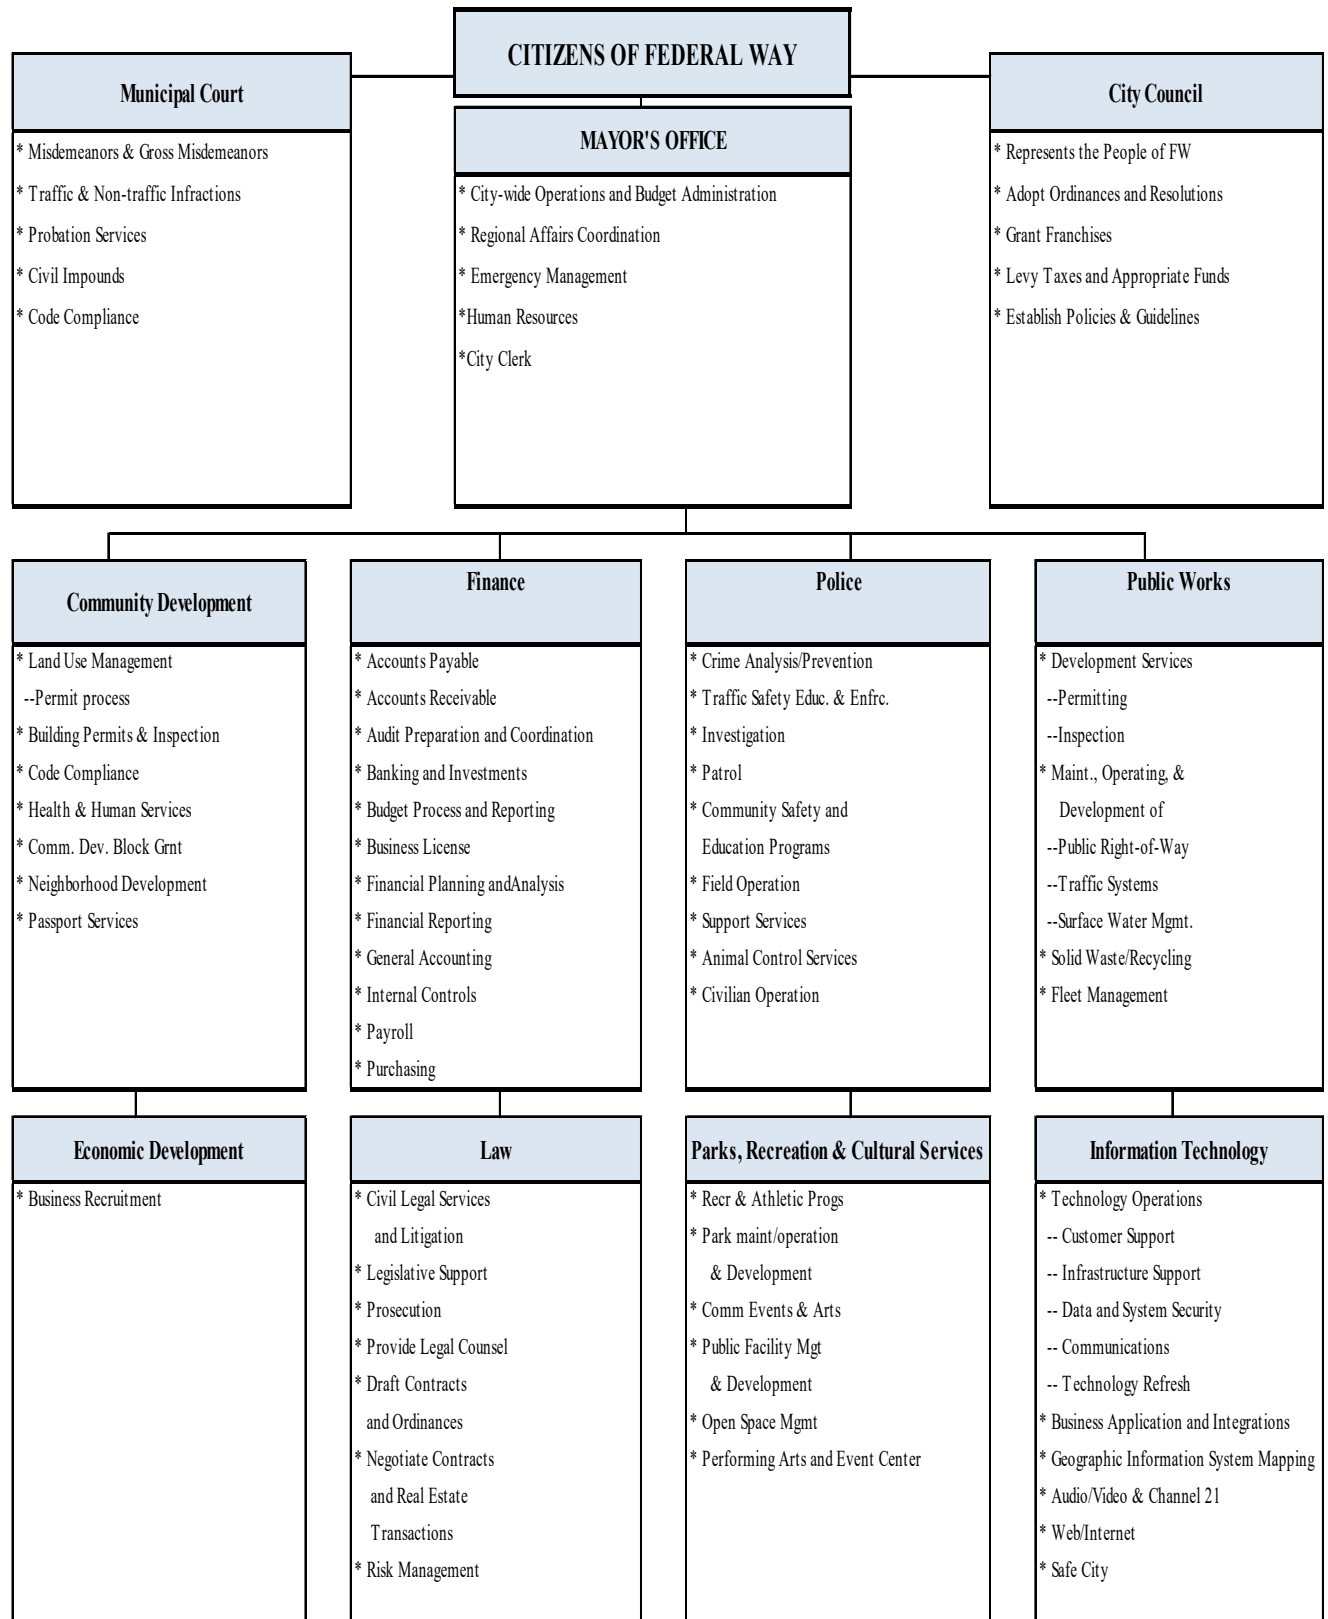 CITIZENS OF FEDERAL WAY
Municipal Court
* Misdemeanors & Gross Misdemeanors
* Traffic & Non-traffic Infractions
* Probation Services
* Civil Impounds
* Code Compliance
MAYOR'S OFFICE
* City-wide Operations and Budget Administration
* Regional Affairs Coordination
* Emergency Management
*Human Resources
*City Clerk
City Council
* Represents the People of FW
* Adopt Ordinances and Resolutions
* Grant Franchises
* Levy Taxes and Appropriate Funds
* Establish Policies & Guidelines
Community Development
* Land Use Management
--Permit process
* Building Permits & Inspection
* Code Compliance
* Health & Human Services
* Comm. Dev. Block Grnt
* Neighborhood Development
* Passport Services
Finance
* Accounts Payable
* Accounts Receivable
* Audit Preparation and Coordination
* Banking and Investments
* Budget Process and Reporting
* Business License
* Financial Planning andAnalysis
* Financial Reporting
* General Accounting
* Internal Controls
* Payroll
* Purchasing
Police
* Crime Analysis/Prevention
* Traffic Safety Educ. & Enfrc.
* Investigation
* Patrol
* Community Safety and
Education Programs
* Field Operation
* Support Services
* Animal Control Services
* Civilian Operation
Public Works
* Development Services
--Permitting
--Inspection
* Maint., Operating, &
Development of
--Public Right-of-Way
--Traffic Systems
--Surface Water Mgmt.
* Solid Waste/Recycling
* Fleet Management
Economic Development
* Business Recruitment
Law
* Civil Legal Services
and Litigation
* Legislative Support
* Prosecution
* Provide Legal Counsel
* Draft Contracts
and Ordinances
* Negotiate Contracts
and Real Estate
Transactions
* Risk Management
Parks, Recreation & Cultural Services
* Recr & Athletic Progs
* Park maint/operation
& Development
* Comm Events & Arts
* Public Facility Mgt
& Development
* Open Space Mgmt
* Performing Arts and Event Center
Information Technology
* Technology Operations
-- Customer Support
-- Infrastructure Support
-- Data and System Security
-- Communications
-- Technology Refresh
* Business Application and Integrations
* Geographic Information System Mapping
* Audio/Video & Channel 21
* Web/Internet
* Safe City